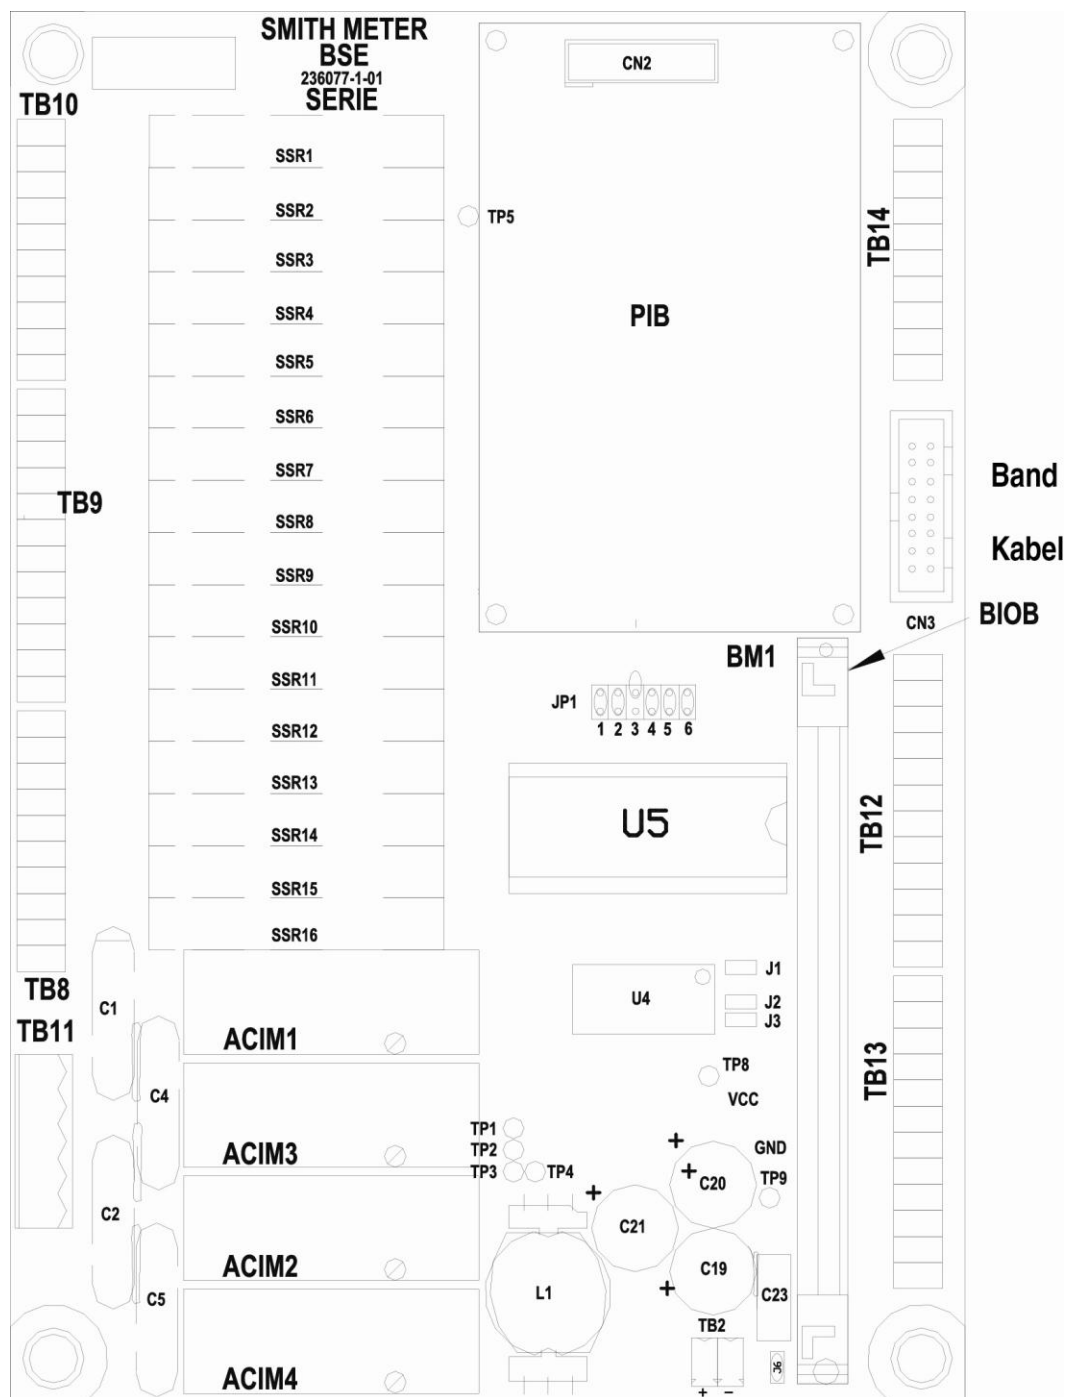 SMITH METER
BSE
236077-1-01
SERIE
CN2
TB10
SSR1
SSR2
TP5
TB14
SSR3
SSR4
PIB
SSR5
SSR6
SSR7
Band
TB9
SSR8
Kabel
SSR9
SSR10
CN3
BIOB
BM1
SSR11
JP1
1 2 3 4 5 6
SSR12
SSR13
U5
TB12
SSR14
SSR15
SSR16
J1
TB8
U4
J2
C1
J3
TB11
ACIM1
TB13
TP8
C4
VCC
TP1
TP2
GND
ACIM3
TP3
TP4
TP9
+
+
C20
+
C2
C21
ACIM2
C19
+
C5
L1
C23
TB2
J6
ACIM4
+ −